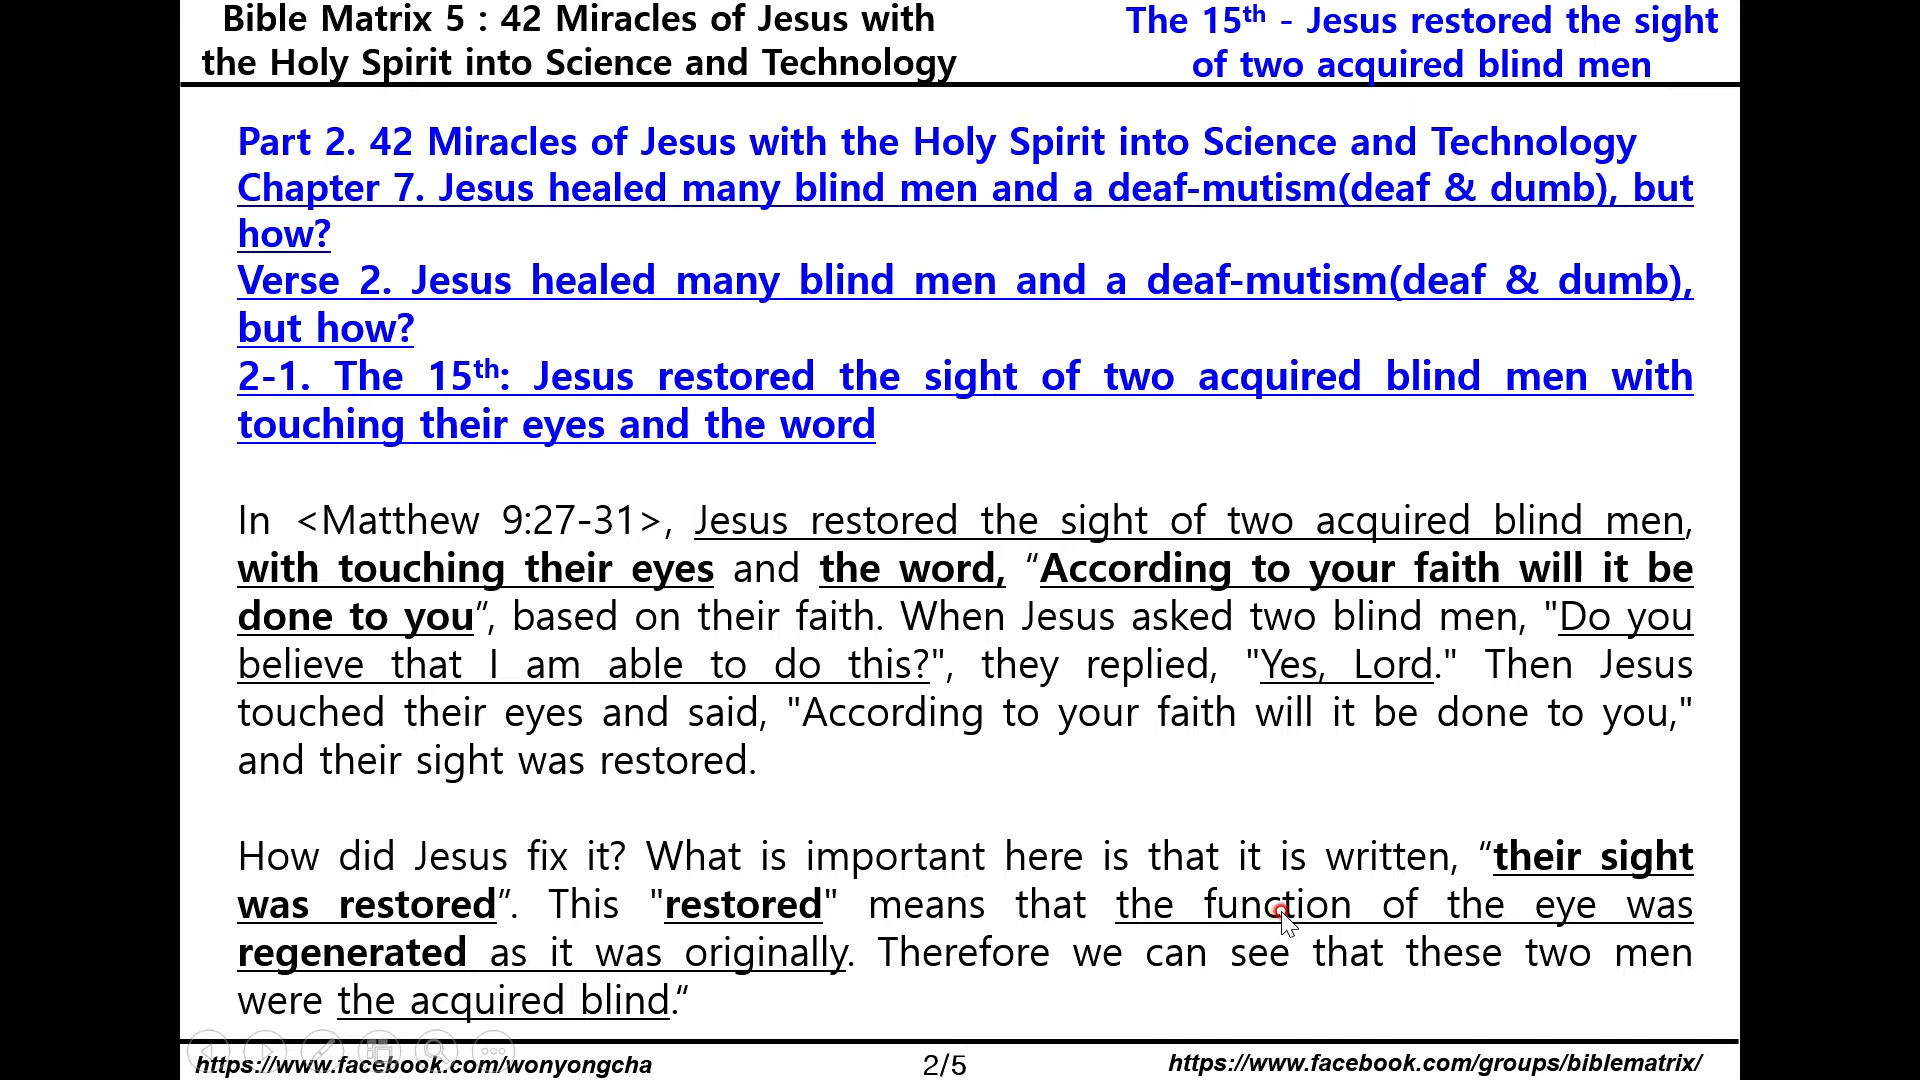 Bible Matrix 5 : 42 Miracles of Jesus with
the Holy Spirit into Science and Technology
The 15th - Jesus restored the sight
of two acquired blind men
Part 2. 42 Miracles of Jesus with the Holy Spirit into Science and Technology
Chapter 7. Jesus healed many blind men and a deaf-mutism(deaf & dumb), but
how?
Verse 2. Jesus healed many blind men and a deaf-mutism(deaf & dumb),
but how?
2-1. The 15th: Jesus restored the sight of two acquired blind men with
touching their eyes and the word
In <Matthew 9:27-31>, Jesus restored the sight of two acquired blind men,
with touching their eyes and the word, “According to your faith will it be
done to you”, based on their faith. When Jesus asked two blind men, "Do you
believe that I am able to do this?", they replied, "Yes, Lord." Then Jesus
touched their eyes and said, "According to your faith will it be done to you,"
and their sight was restored.
How did Jesus fix it? What is important here is that it is written, “their sight
was restored”. This "restored" means that the function of the eye was
regenerated as it was originally. Therefore we can see that these two men
were the acquired blind.“
https://www.facebook.com/wonyongcha
2/5
https://www.facebook.com/groups/biblematrix/